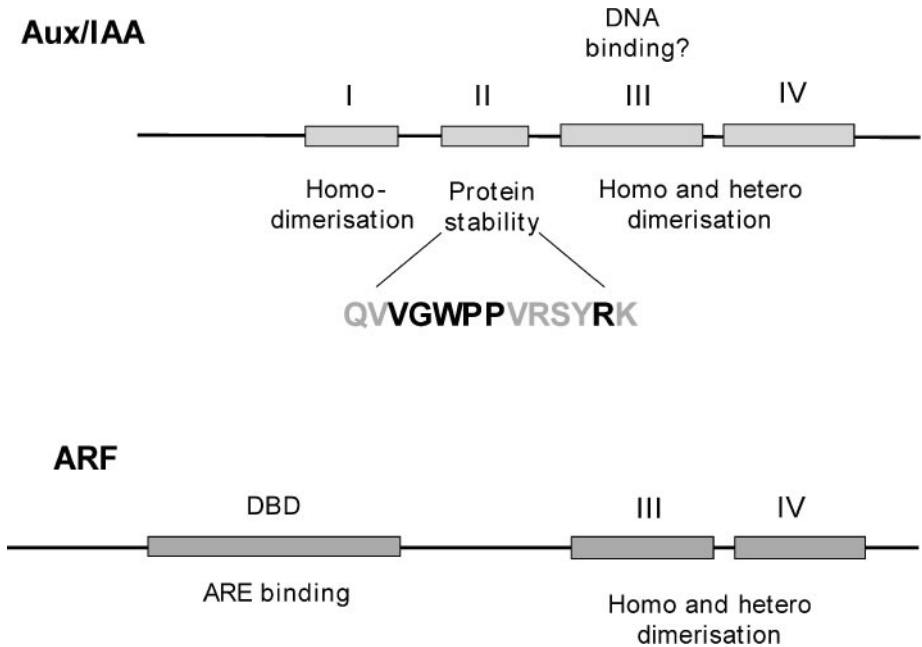 Aux/IAA
DNA
binding?
I II III IV
Homo-
dimerisation
Protein
stability
Homo and hetero
dimerisation
QVVGWPPVRSYRK
ARF
DBD III IV
ARE binding
Homo and hetero
dimerisation